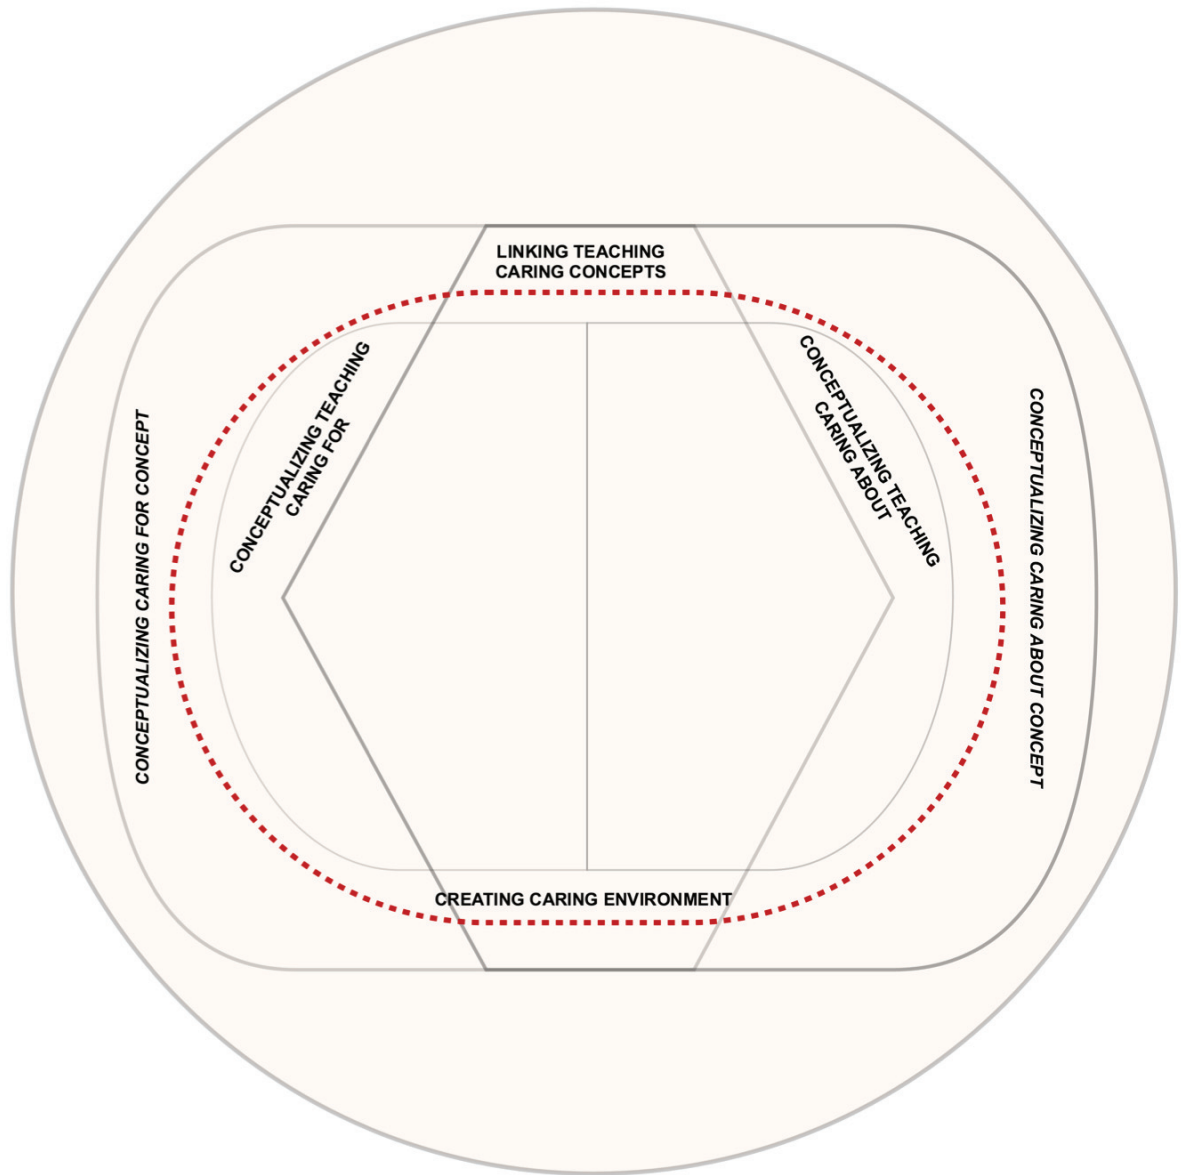 LINKING TEACHING
CARING CONCEPTS
CONCEPTUALIZING TEACHING
CARING FOR
CONCEPTUALIZING TEACHING
CARING ABOUT
CONCEPTUALIZING CARING FOR CONCEPT
CONCEPTUALIZING CARING ABOUT CONCEPT
CREATING CARING ENVIRONMENT